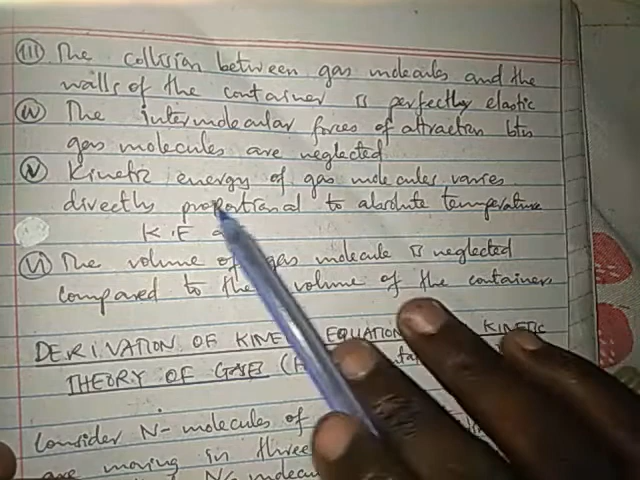 (III) The collision between gas molecules and the
walls of the container is perfectly elastic
(IV) The intermolecular forces of attraction btn
gas molecules are neglected
(V) Kinetic energy of gas molecules varies
directly proportional to absolute temperature
K.E
(VI) The volume of gas molecule is neglected
compared to the volume of the container.
DERIVATION OF EQUATION KINETIC
THEORY OF GASES
Consider N- molecules of
are moving in three